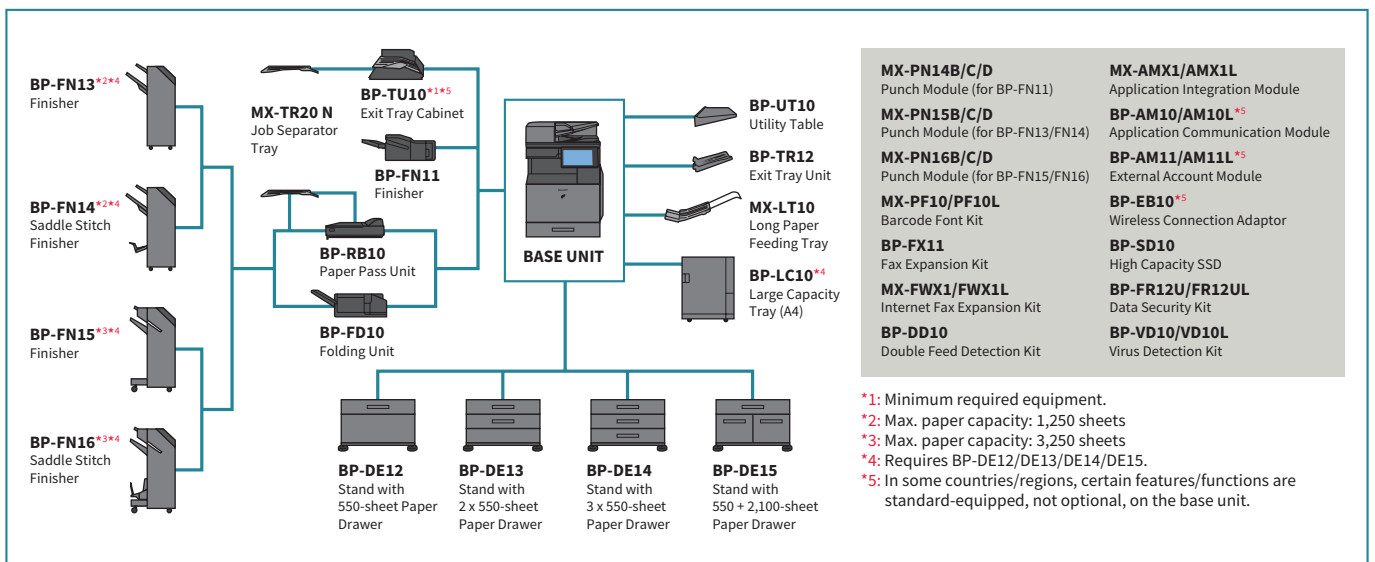 BP-FN13*2*4
Finisher
BP-FN14*2*4
Saddle Stitch
Finisher
BP-FN15*3*4
Finisher
BP-FN16*3*4
Saddle Stitch
Finisher
MX-TR20 N
Job Separator
Tray
BP-TU10*1*5
Exit Tray Cabinet
BP-FN11
Finisher
BP-RB10
Paper Pass Unit
BP-FD10
Folding Unit
BASE UNIT
BP-UT10
Utility Table
BP-TR12
Exit Tray Unit
MX-LT10
Long Paper
Feeding Tray
BP-LC10*4
Large Capacity
Tray (A4)
BP-DE12
Stand with
550-sheet Paper
Drawer
BP-DE13
Stand with
2 x 550-sheet
Paper Drawer
BP-DE14
Stand with
3 x 550-sheet
Paper Drawer
BP-DE15
Stand with
550 + 2,100-sheet
Paper Drawer
MX-PN14B/C/D
Punch Module (for BP-FN11)
MX-PN15B/C/D
Punch Module (for BP-FN13/FN14)
MX-PN16B/C/D
Punch Module (for BP-FN15/FN16)
MX-PF10/PF10L
Barcode Font Kit
BP-FX11
Fax Expansion Kit
MX-FWX1/FWX1L
Internet Fax Expansion Kit
BP-DD10
Double Feed Detection Kit
MX-AMX1/AMX1L
Application Integration Module
BP-AM10/AM10L*5
Application Communication Module
BP-AM11/AM11L*5
External Account Module
BP-EB10*5
Wireless Connection Adaptor
BP-SD10
High Capacity SSD
BP-FR12U/FR12UL
Data Security Kit
BP-VD10/VD10L
Virus Detection Kit
*1: Minimum required equipment.
*2: Max. paper capacity: 1,250 sheets
*3: Max. paper capacity: 3,250 sheets
*4: Requires BP-DE12/DE13/DE14/DE15.
*5: In some countries/regions, certain features/functions are
standard-equipped, not optional, on the base unit.